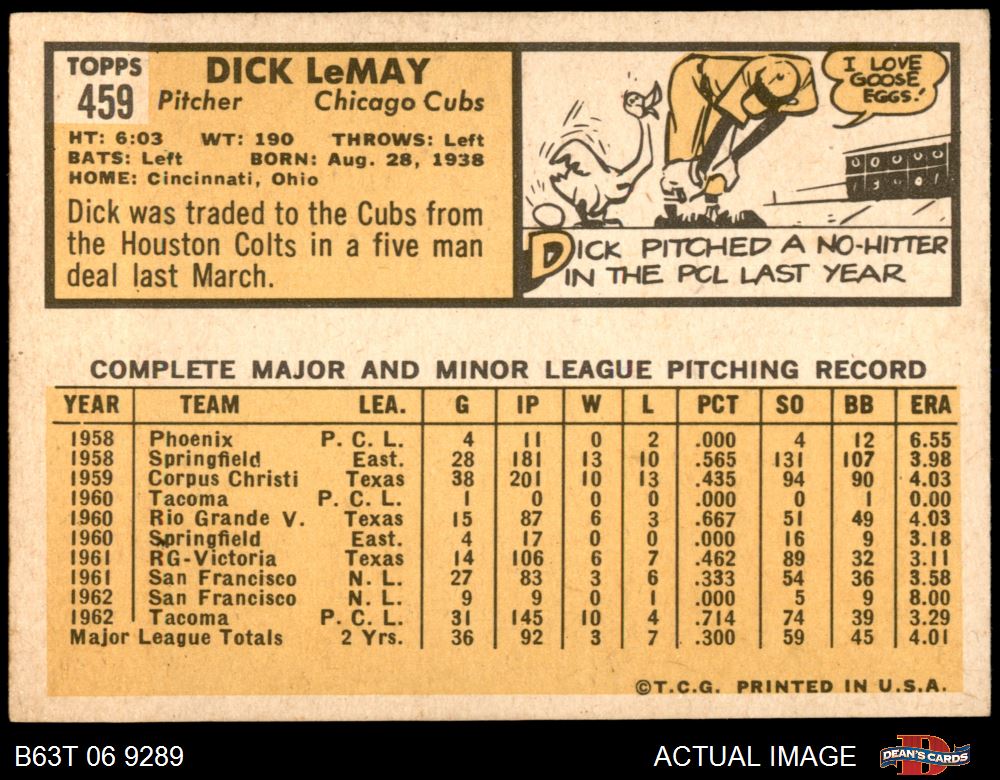 TOPPS
459
DICK LeMAY
Pitcher Chicago Cubs
HT: 6:03 WT: 190 THROWS: Left
BATS: Left BORN: Aug. 28, 1938
HOME: Cincinnati, Ohio
Dick was traded to the Cubs from
the Houston Colts in a five man
deal last March.
I LOVE
GOOSE
EGGS!
DICK PITCHED A NO-HITTER
IN THE PCL LAST YEAR
COMPLETE MAJOR AND MINOR LEAGUE PITCHING RECORD
YEAR TEAM LEA. G IP W L PCT SO BB ERA
1958 Phoenix P. C. L. 4 11 0 2 .000 4 12 6.55
1958 Springfield East. 28 181 13 10 .565 131 107 3.98
1959 Corpus Christi Texas 38 201 10 13 .435 94 90 4.03
1960 Tacoma P. C. L. 1 0 0 0 .000 0 1 0.00
1960 Rio Grande V. Texas 15 87 6 3 .667 51 49 4.03
1960 Springfield East. 4 17 0 0 .000 16 9 3.18
1961 RG-Victoria Texas 14 106 6 7 .462 89 32 3.11
1961 San Francisco N. L. 27 83 3 6 .333 54 36 3.58
1962 San Francisco N. L. 9 9 0 1 .000 5 9 8.00
1962 Tacoma P. C. L. 31 145 10 4 .714 74 39 3.29
Major League Totals 2 Yrs. 36 92 3 7 .300 59 45 4.01
©T.C.G. PRINTED IN U.S.A.
B63T 06 9289 ACTUAL IMAGE DEAN'S CARDS